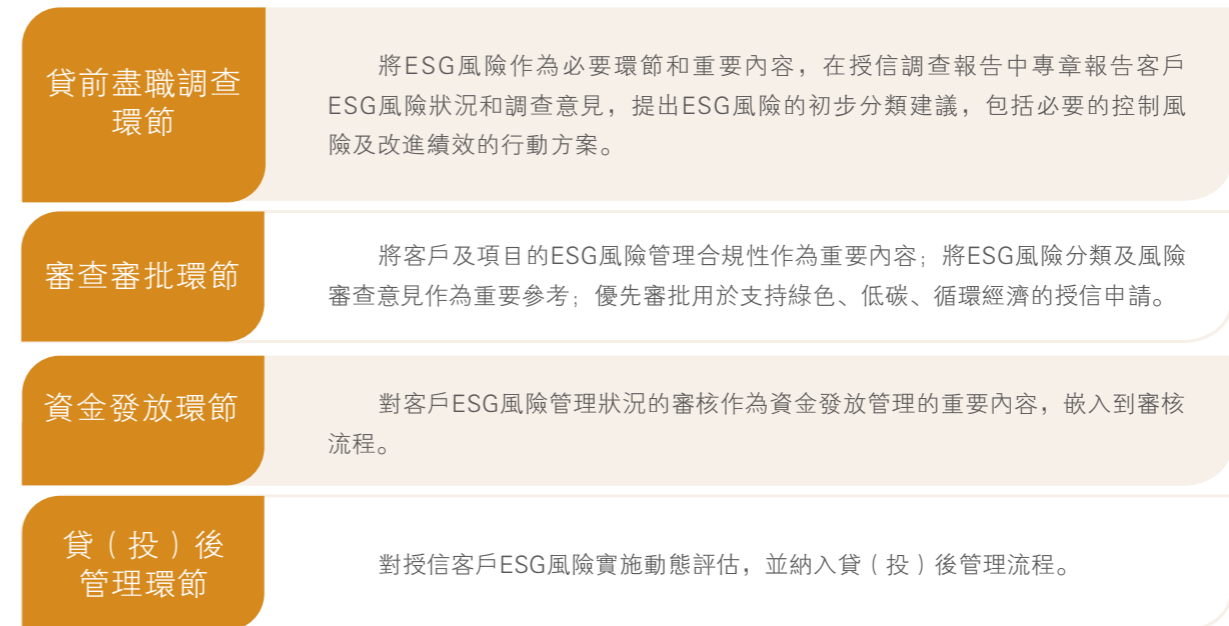 貸前盡職調查
環節
將ESG風險作為必要環節和重要內容，在授信調查報告中專章報告客戶
ESG風險狀況和調查意見，提出ESG風險的初步分類建議，包括必要的控制風
險及改進績效的行動方案。
審查審批環節
將客戶及項目的ESG風險管理合規性作為重要內容；將ESG風險分類及風險
審查意見作為重要參考；優先審批用於支持綠色、低碳、循環經濟的授信申請。
資金發放環節
對客戶ESG風險管理狀況的審核作為資金發放管理的重要內容，嵌入到審核
流程。
貸（投）後
管理環節
對授信客戶ESG風險實施動態評估，並納入貸（投）後管理流程。